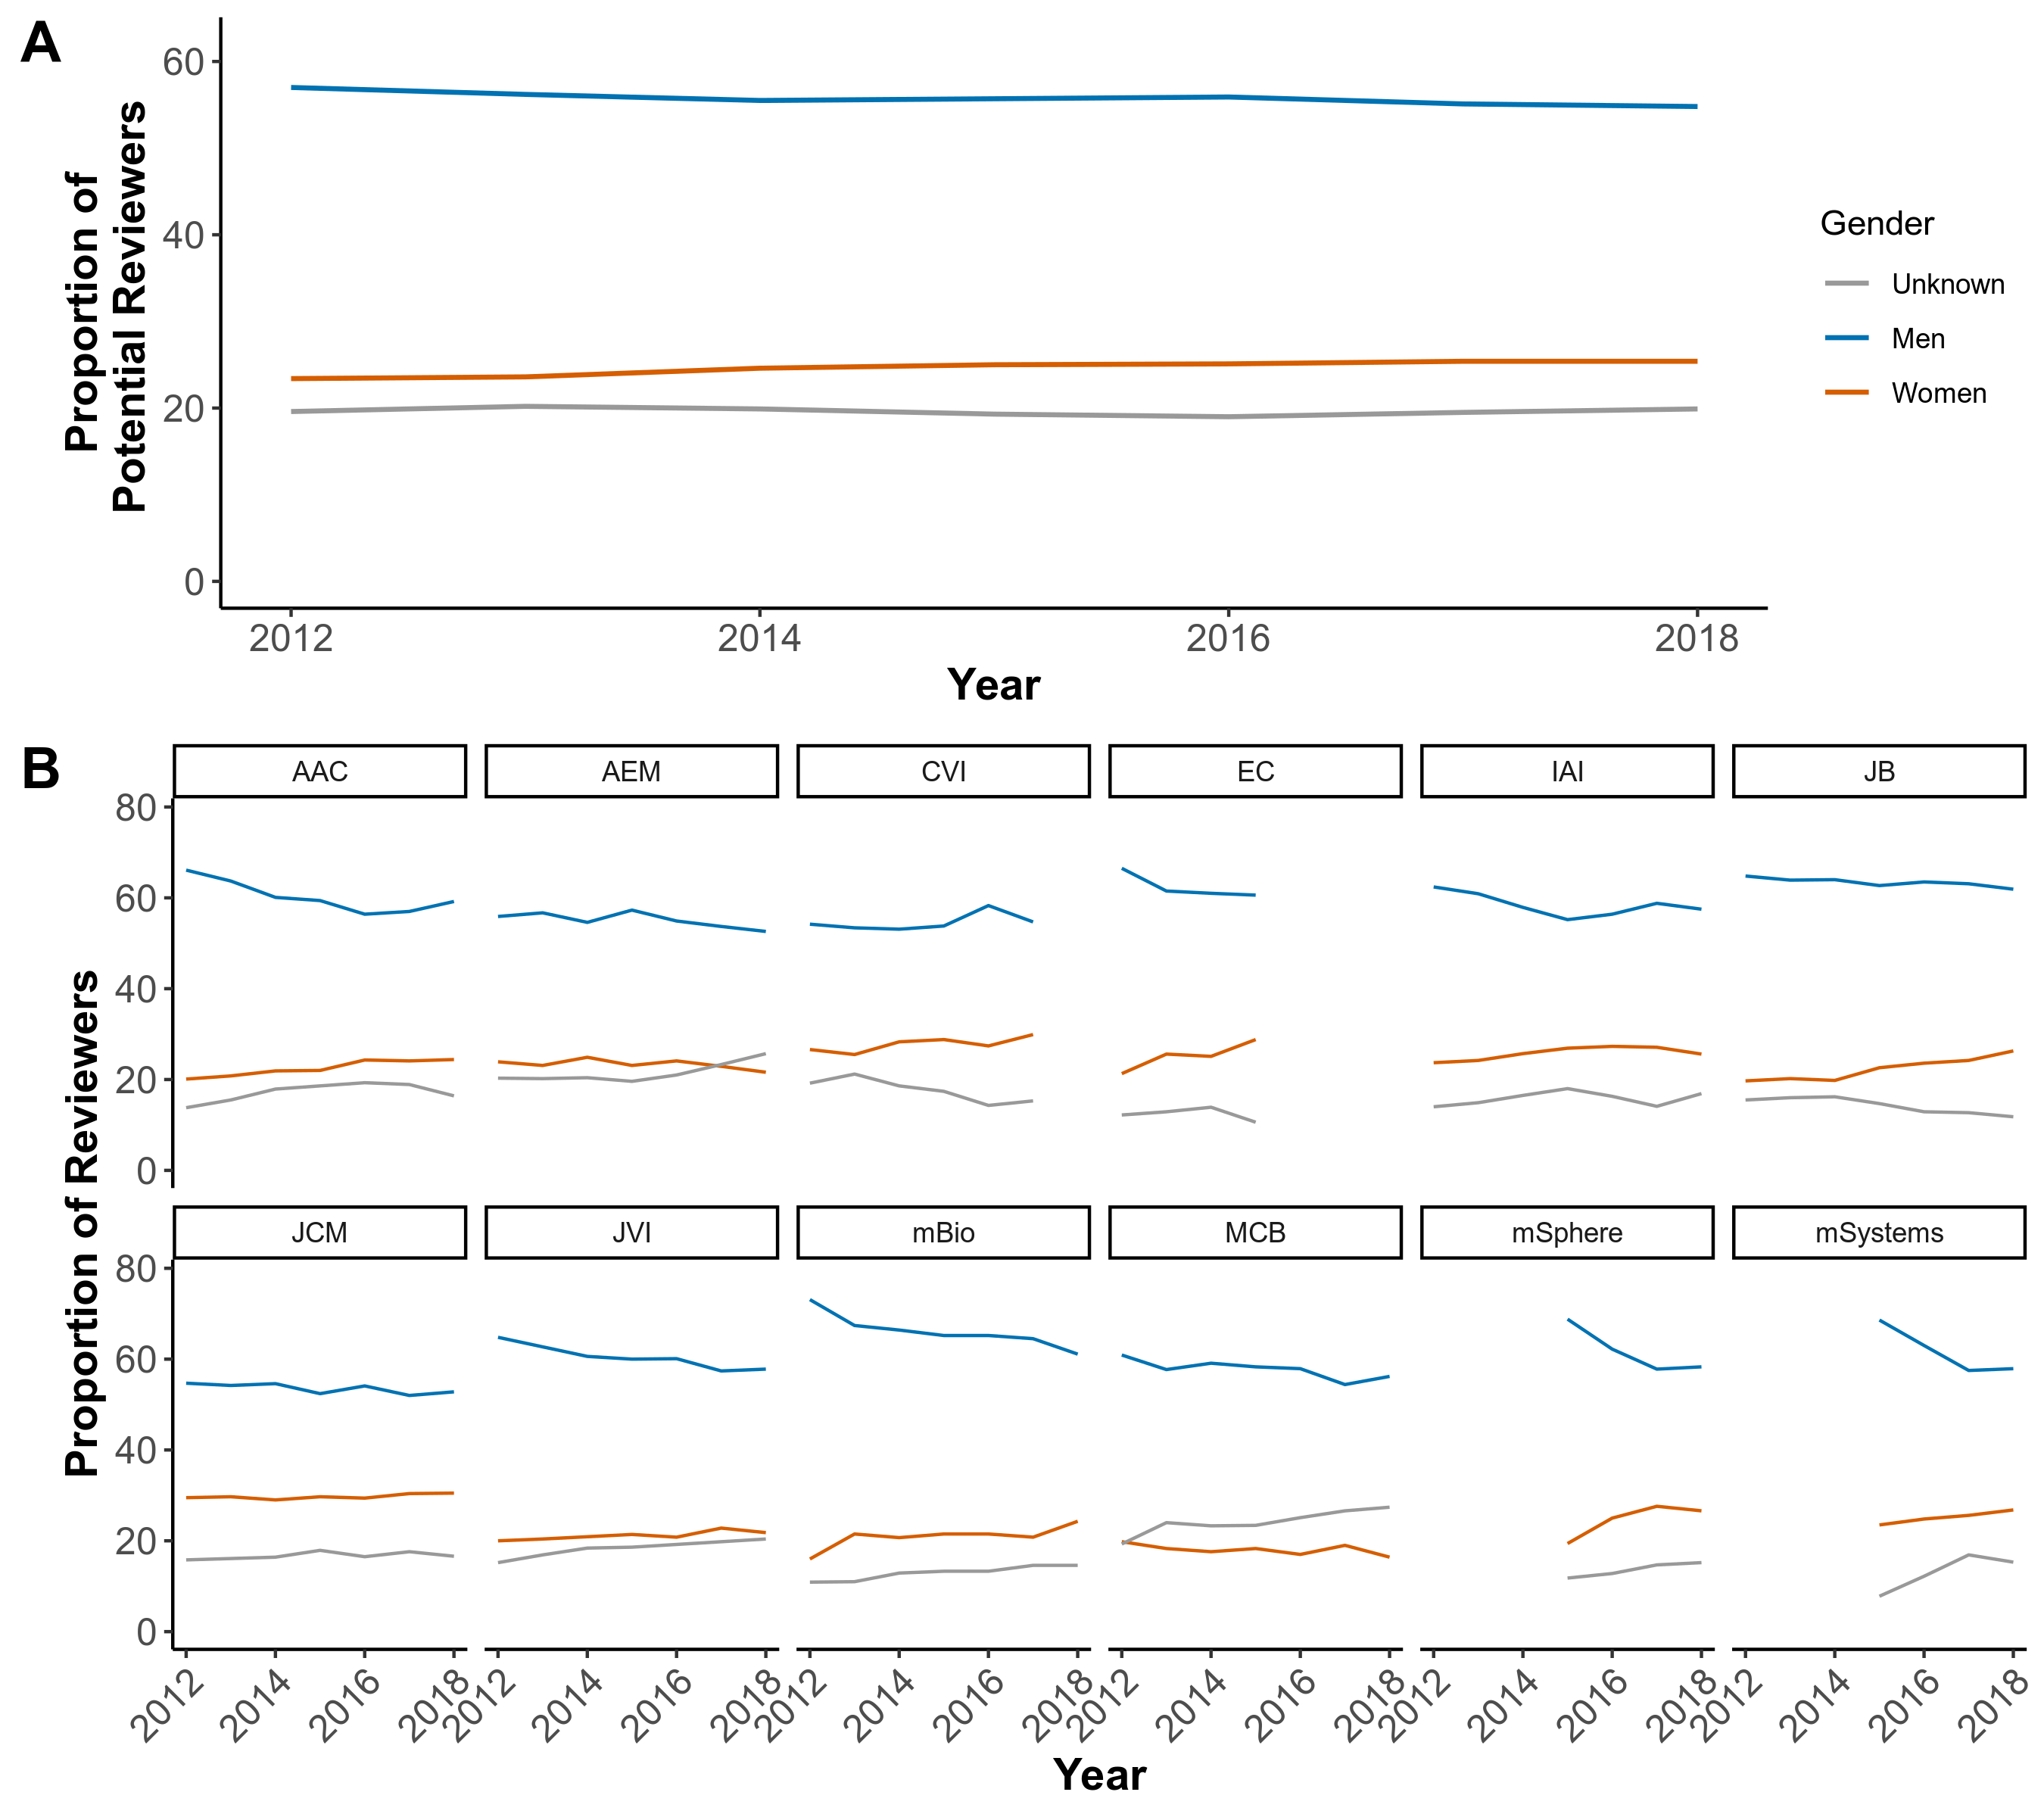 A
Proportion of
Potential Reviewers
60
40
20
0
2012 2014 2016 2018
Year
Gender
Unknown
Men
Women
B
AAC AEM CVI EC IAI JB
80
60
40
20
0
Proportion of Reviewers
JCM JVI mBio MCB mSphere mSystems
80
60
40
20
0
2012 2014 2016 2018 2012 2014 2016 2018 2012 2014 2016 2018 2012 2014 2016 2018 2012 2014 2016 2018 2012 2014 2016 2018
Year